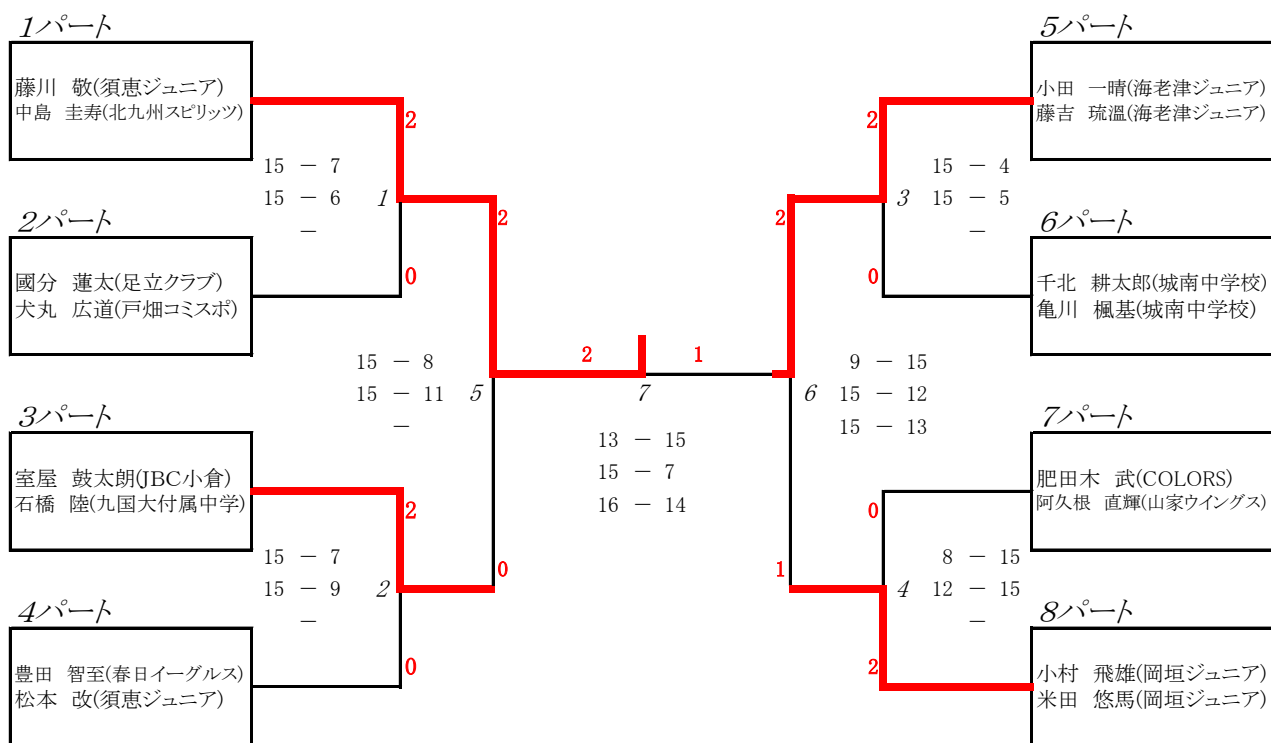 1パート
藤川 敬(須恵ジュニア)
中島 圭寿(北九州スピリッツ)
2パート
國分 蓮太(足立クラブ)
犬丸 広道(戸畑コミスポ)
3パート
室屋 鼓太朗(JBC小倉)
石橋 陸(九国大付属中学)
4パート
豊田 智至(春日イーグルス)
松本 改(須恵ジュニア)
2
15 － 7
15 － 6
－
1
0
2
15 － 8
15 － 11
－
5
0
2
15 － 7
15 － 9
－
2
0
2
1
7
13 － 15
15 － 7
16 － 14
2
15 － 4
15 － 5
－
3
0
2
9 － 15
15 － 12
15 － 13
6
1
0
8 － 15
12 － 15
－
4
2
5パート
小田 一晴(海老津ジュニア)
藤吉 琉溫(海老津ジュニア)
6パート
千北 耕太郎(城南中学校)
亀川 楓基(城南中学校)
7パート
肥田木 武(COLORS)
阿久根 直輝(山家ウイングス)
8パート
小村 飛雄(岡垣ジュニア)
米田 悠馬(岡垣ジュニア)